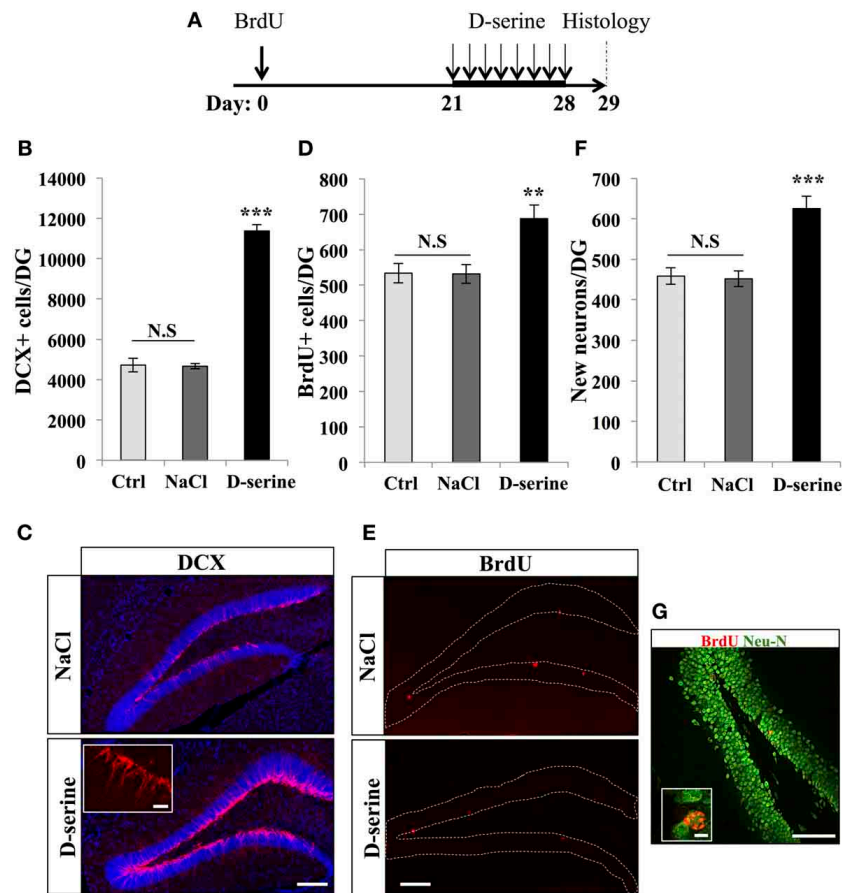 A
BrdU
D-serine
Histology
Day: 0
21
28
29
B
14000
12000
10000
8000
6000
4000
2000
0
DCX+ cells/DG
N.S
***
Ctrl
NaCl
D-serine
D
800
700
600
500
400
300
200
100
0
BrdU+ cells/DG
N.S
**
Ctrl
NaCl
D-serine
F
700
600
500
400
300
200
100
0
New neurons/DG
N.S
***
Ctrl
NaCl
D-serine
C
DCX
NaCl
D-serine
E
BrdU
NaCl
D-serine
G
BrdU Neu-N